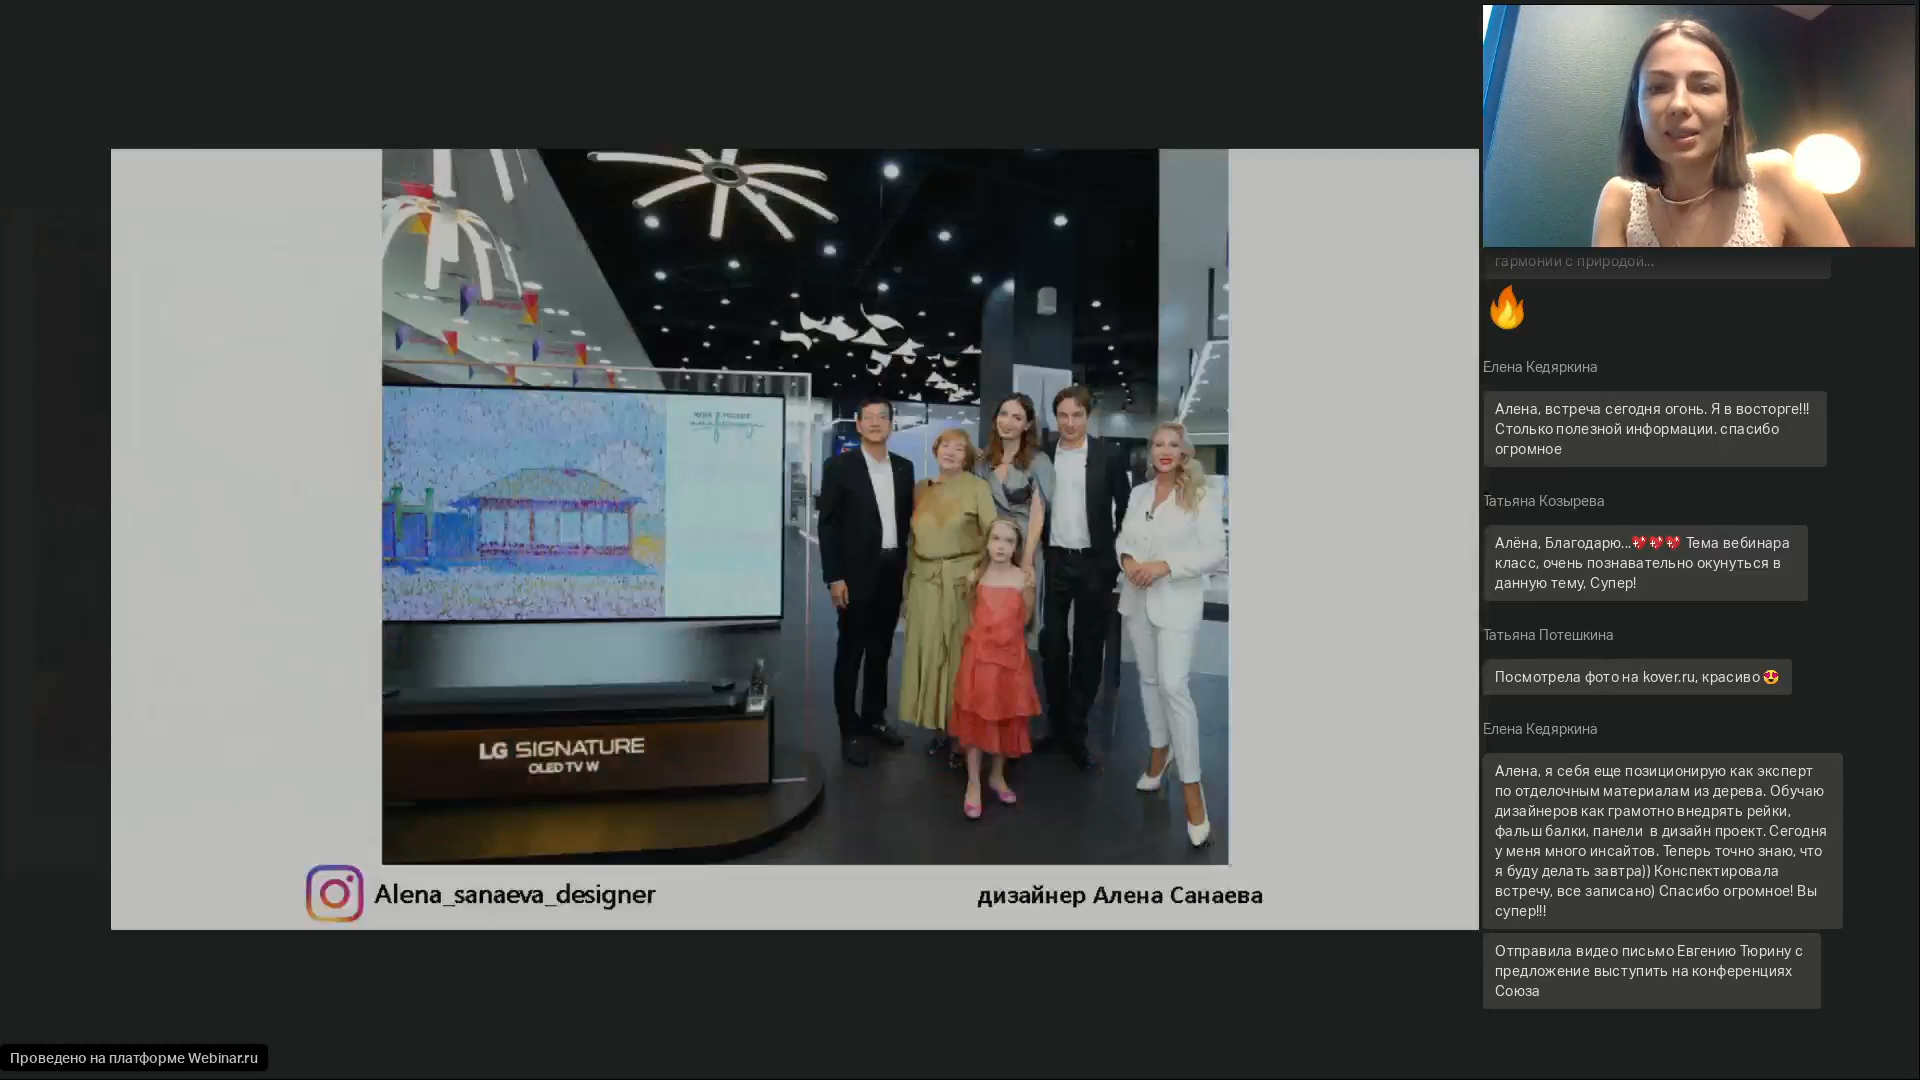 LG SIGNATURE
OLED TV W
Alena_sanaeva_designer
дизайнер Алена Санаева
гармонии с природой...
🔥
Елена Кедяркина
Алена, встреча сегодня огонь. Я в восторге!!!
Столько полезной информации. спасибо
огромное
Татьяна Козырева
Алёна, Благодарю...💖💖💖 Тема вебинара
класс, очень познавательно окунуться в
данную тему, Супер!
Татьяна Потешкина
Посмотрела фото на kover.ru, красиво😍
Елена Кедяркина
Алена, я себя еще позиционирую как эксперт
по отделочным материалам из дерева. Обучаю
дизайнеров как грамотно внедрять рейки,
фальш балки, панели  в дизайн проект. Сегодня
у меня много инсайтов. Теперь точно знаю, что
я буду делать завтра)) Конспектировала
встречу, все записано) Спасибо огромное! Вы
супер!!!
Отправила видео письмо Евгению Тюрину с
предложение выступить на конференциях
Союза
Проведено на платформе Webinar.ru